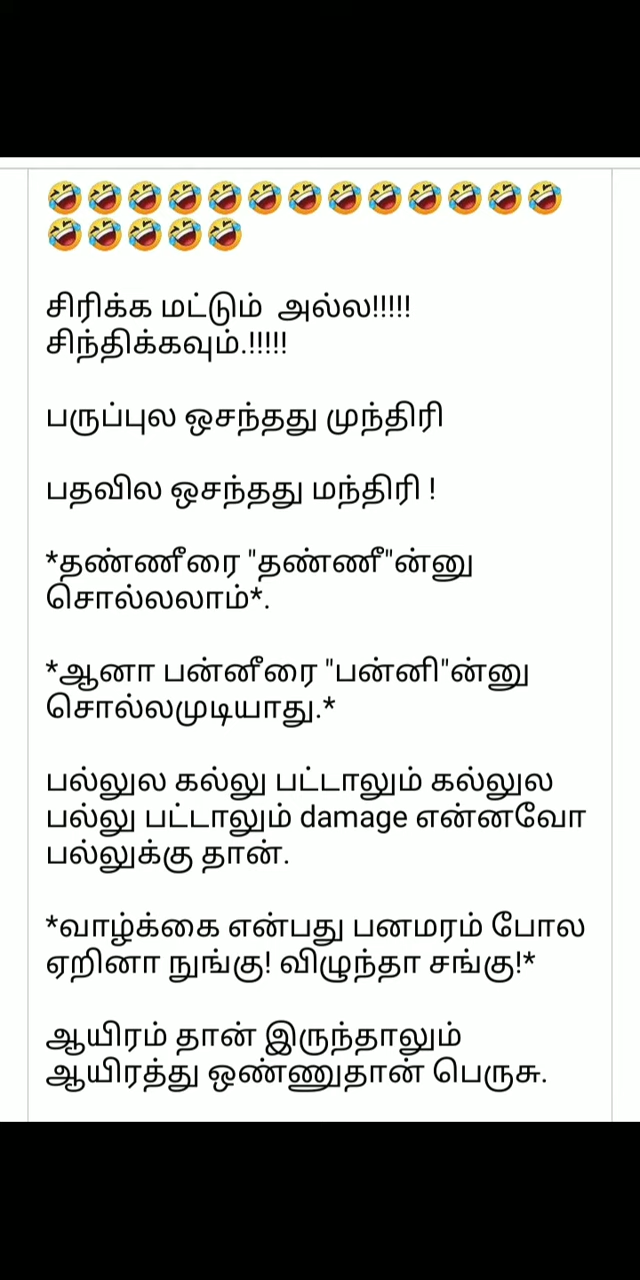 🤣🤣🤣🤣🤣🤣🤣🤣🤣🤣🤣🤣🤣
🤣🤣🤣🤣🤣
சிரிக்க மட்டும் அல்ல!!!!!
சிந்திக்கவும்.!!!!!
பருப்புல ஒசந்தது முந்திரி
பதவில ஒசந்தது மந்திரி !
*தண்ணீரை "தண்ணீ"ன்னு
சொல்லலாம்*.
*ஆனா பன்னீரை "பன்னி"ன்னு
சொல்லமுடியாது.*
பல்லுல கல்லு பட்டாலும் கல்லுல
பல்லு பட்டாலும் damage என்னவோ
பல்லுக்கு தான்.
*வாழ்க்கை என்பது பனமரம் போல
ஏறினா நுங்கு! விழுந்தா சங்கு!*
ஆயிரம் தான் இருந்தாலும்
ஆயிரத்து ஒண்ணுதான் பெருசு.